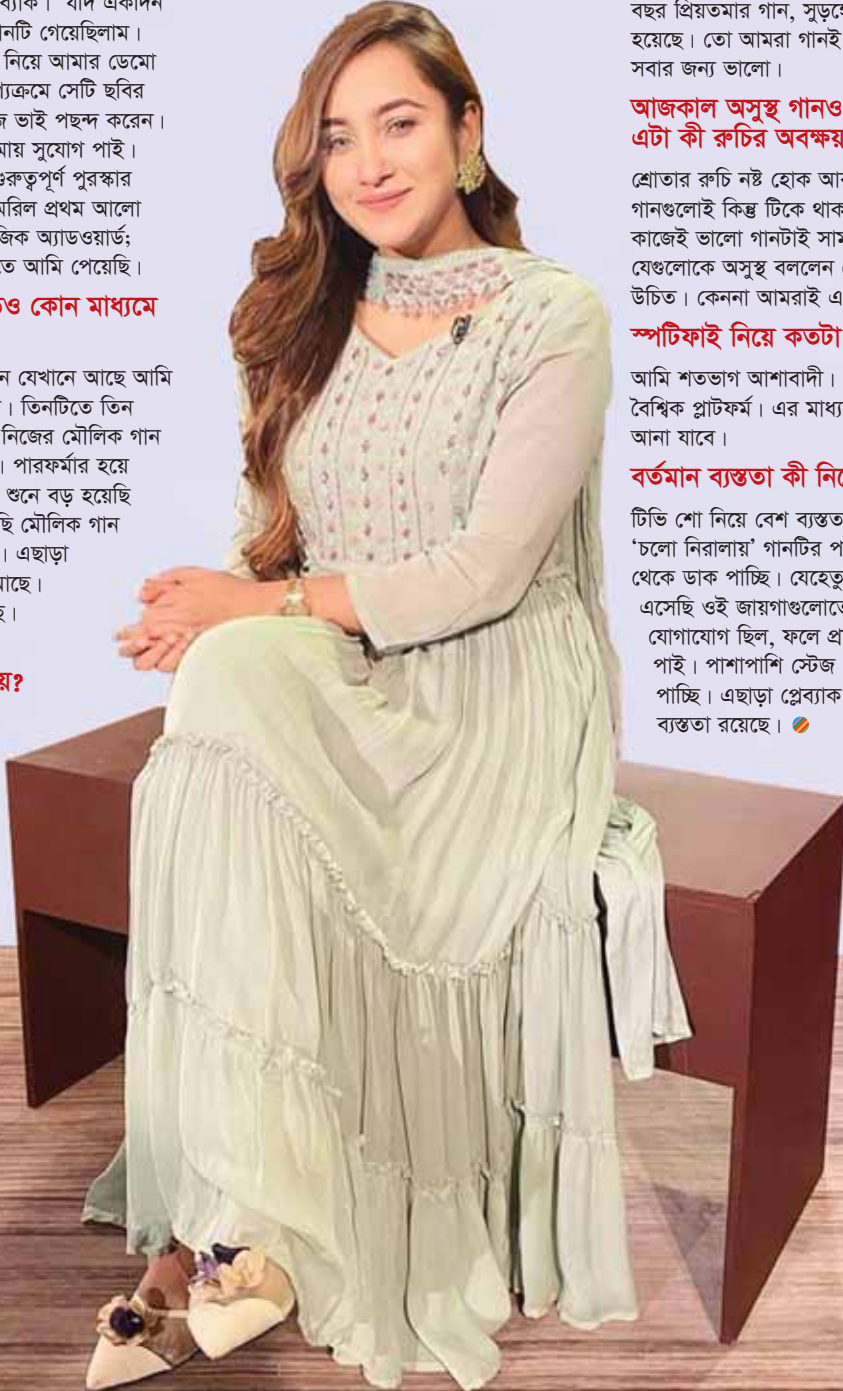 ব্যাক। যদি একদিন
গেয়েছিলাম।
নিয়ে আমার ডেমো
সেটি ছবির
ভাই পছন্দ করেন।
সুযোগ পাই।
পুরস্কার
প্রথম আলো
অ্যাডওয়ার্ড;
আমি পেয়েছি।
কোন মাধ্যমে
যেখানে আছে আমি
। তিনটিতে তিন
নিজের মৌলিক গান
। পারফর্মার হয়ে
শুনে বড় হয়েছি
মৌলিক গান
। এছাড়া
বছর প্রিয়তমার গান,
হয়েছে। তো আমরা গানই
সবার জন্য ভালো।
আজকাল অসুস্থ গানও
এটা কী রুচির অবক্ষয়
শ্রোতার রুচি নষ্ট হোক
গানগুলোই কিন্তু টিকে
কাজেই ভালো গানটাই
যেগুলোকে অসুস্থ বললেন
উচিত। কেননা আমরাই
স্পটিফাই নিয়ে কতটা
আমি শতভাগ আশাবাদী।
বৈশ্বিক প্লাটফর্ম। এর
আনা যাবে।
বর্তমান ব্যস্ততা কী
টিভি শো নিয়ে বেশ ব্যস্ততা
‘চলো নিরালায়’ গানটির
থেকে ডাক পাচ্ছি। যেহেতু
এসেছি ওই
যোগাযোগ ছিল, ফলে
পাই। পাশাপাশি স্টেজ
পাচ্ছি। এছাড়া প্লেব্যাক
ব্যস্ততা রয়েছে।